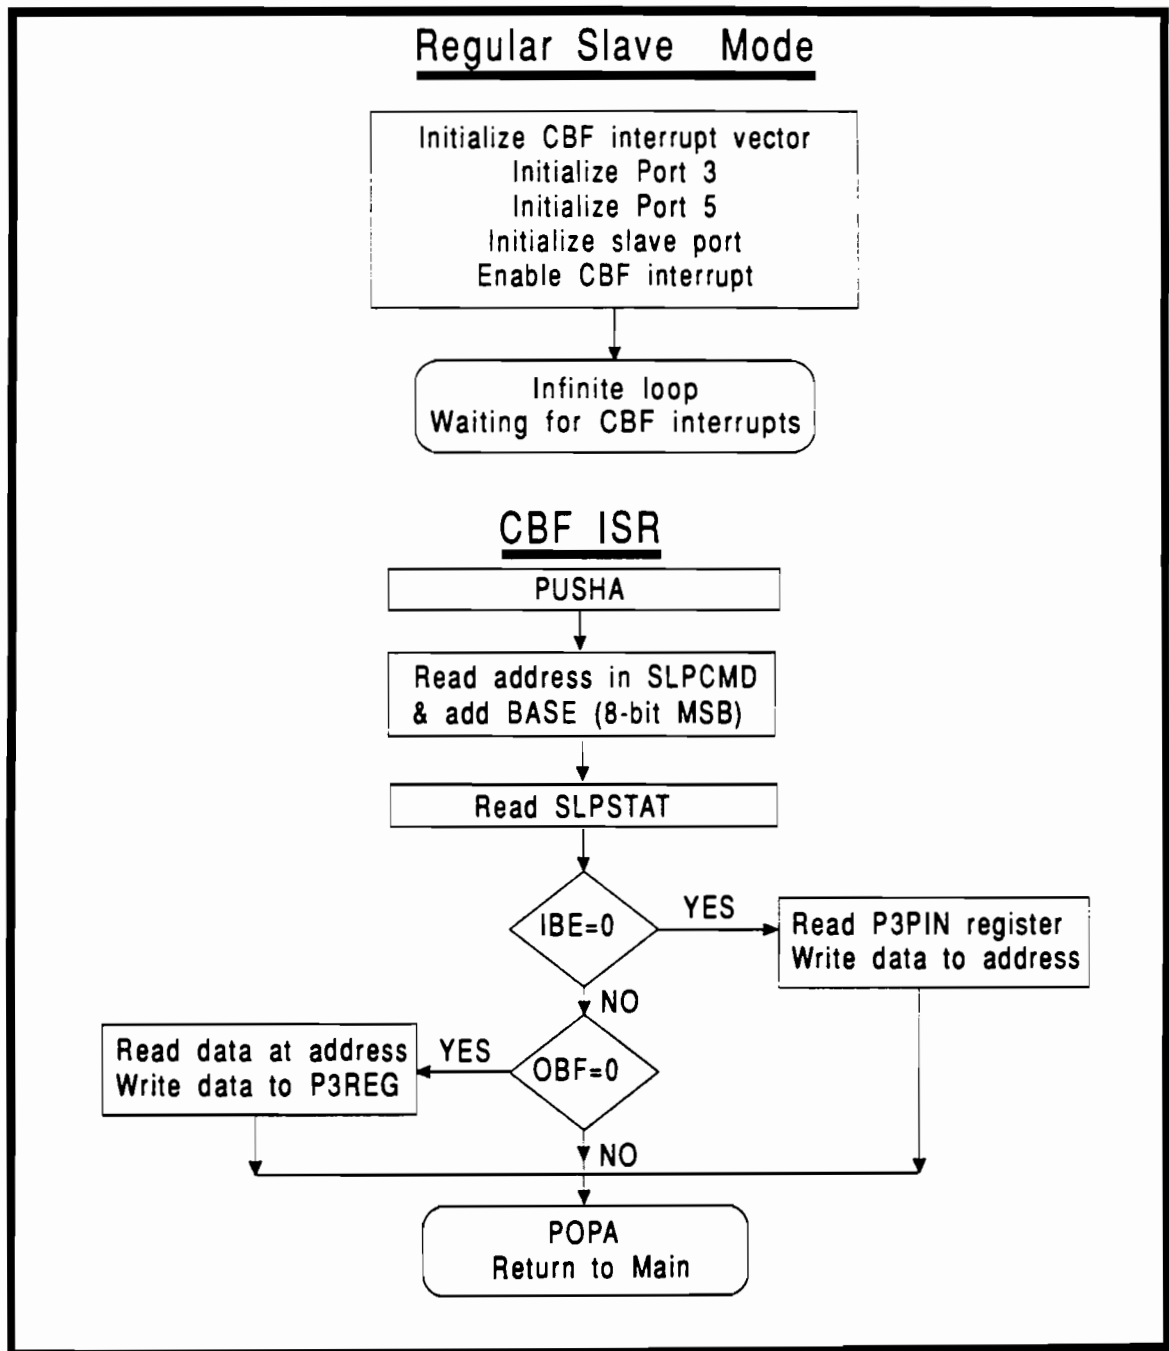 Regular Slave Mode
Initialize CBF interrupt vector
Initialize Port 3
Initialize Port 5
Initialize slave port
Enable CBF interrupt
Infinite loop
Waiting for CBF interrupts
CBF ISR
PUSHA
Read address in SLPCMD
& add BASE (8-bit MSB)
Read SLPSTAT
IBE=0
YES
Read P3PIN register
Write data to address
NO
OBF=0
YES
Read data at address
Write data to P3REG
NO
POPA
Return to Main